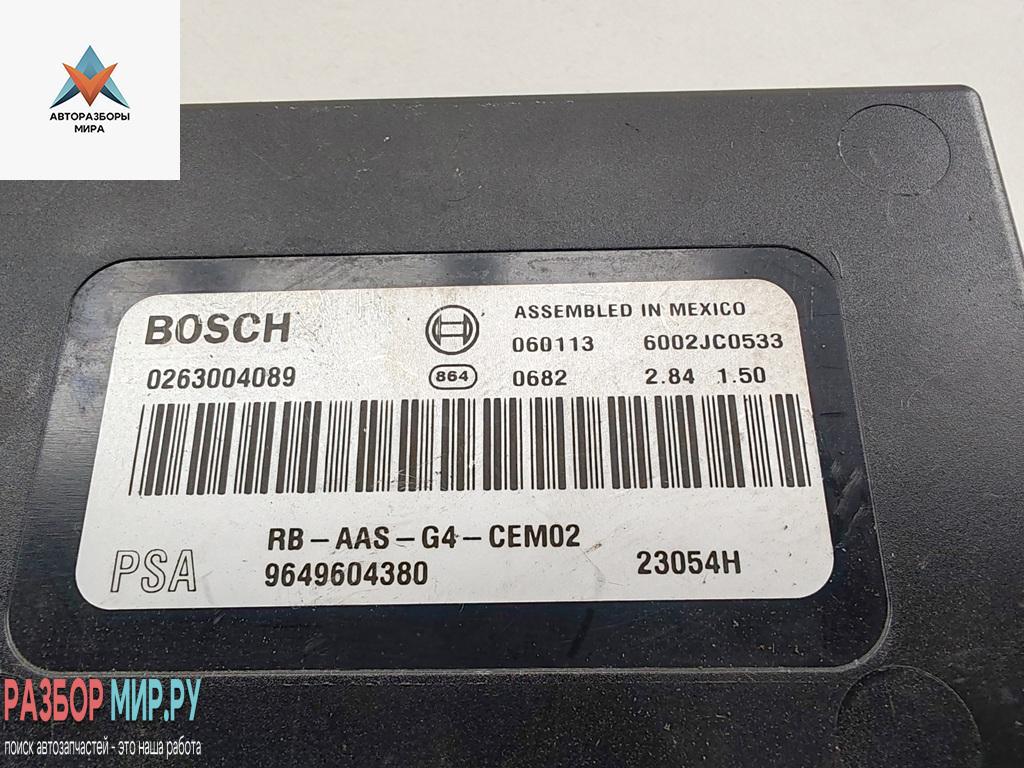 АВТОРАЗБОРЫ
МИРА
BOSCH
ASSEMBLED IN MEXICO
060113 6002JC0533
0263004089
864
0682 2.84 1.50
RB-AAS-G4-CEM02
PSA
9649604380
23054H
РАЗБОР МИР.РУ
поиск автозапчастей - это наша работа